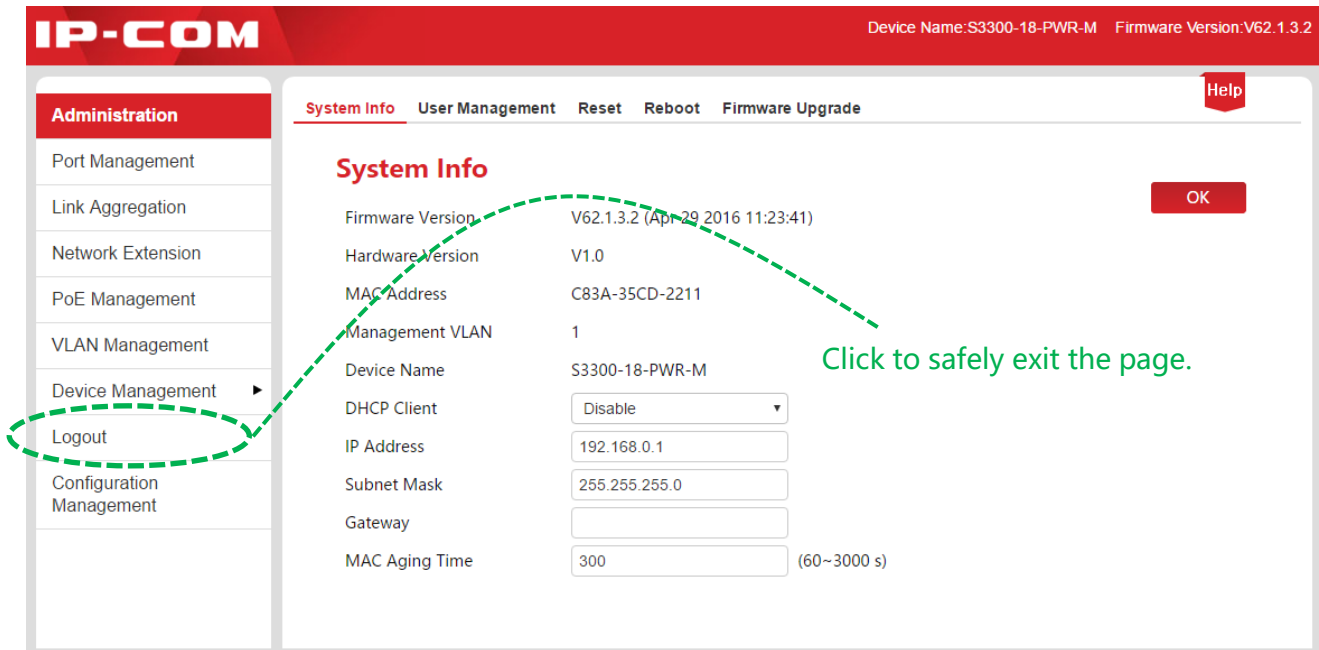 IP-COM
Device Name:S3300-18-PWR-M Firmware Version:V62.1.3.2
Help
Administration
Port Management
Link Aggregation
Network Extension
PoE Management
VLAN Management
Device Management
Logout
Configuration
Management
System Info User Management Reset Reboot Firmware Upgrade
System Info
OK
Firmware Version V62.1.3.2 (Apr 29 2016 11:23:41)
Hardware Version V1.0
MAC Address C83A-35CD-2211
Management VLAN 1
Device Name S3300-18-PWR-M
DHCP Client Disable
IP Address 192.168.0.1
Subnet Mask 255.255.255.0
Gateway
MAC Aging Time 300 (60~3000 s)
Click to safely exit the page.